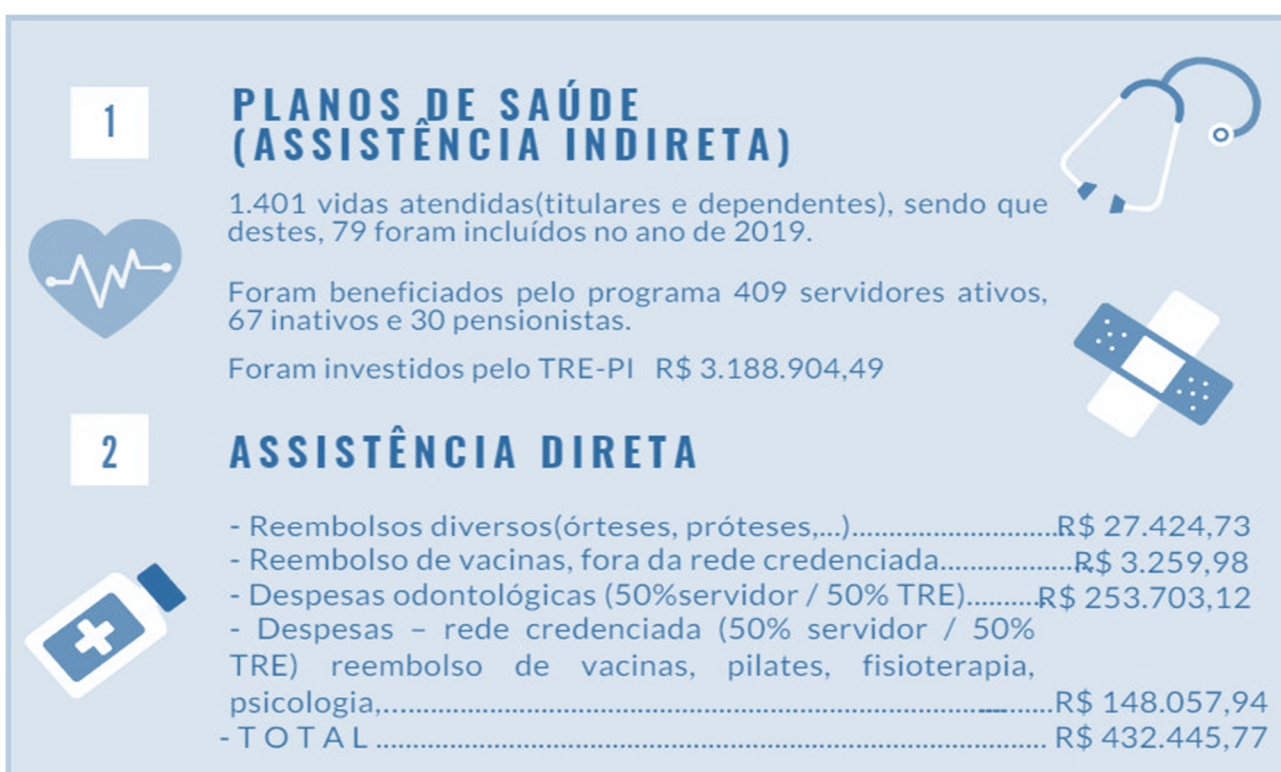 1
PLANOS DE SAÚDE
(ASSISTÊNCIA INDIRETA)
1.401 vidas atendidas(titulares e dependentes), sendo que
destes, 79 foram incluídos no ano de 2019.
Foram beneficiados pelo programa 409 servidores ativos,
67 inativos e 30 pensionistas.
Foram investidos pelo TRE-PI R$ 3.188.904,49
2
ASSISTÊNCIA DIRETA
- Reembolsos diversos(órteses, próteses,...)............................R$ 27.424,73
- Reembolso de vacinas, fora da rede credenciada....................R$ 3.259,98
- Despesas odontológicas (50%servidor / 50% TRE)..........R$ 253.703,12
- Despesas – rede credenciada (50% servidor / 50%
TRE) reembolso de vacinas, pilates, fisioterapia,
psicologia,...........................................................................................R$ 148.057,94
- T O T A L ........................................................................................... R$ 432.445,77